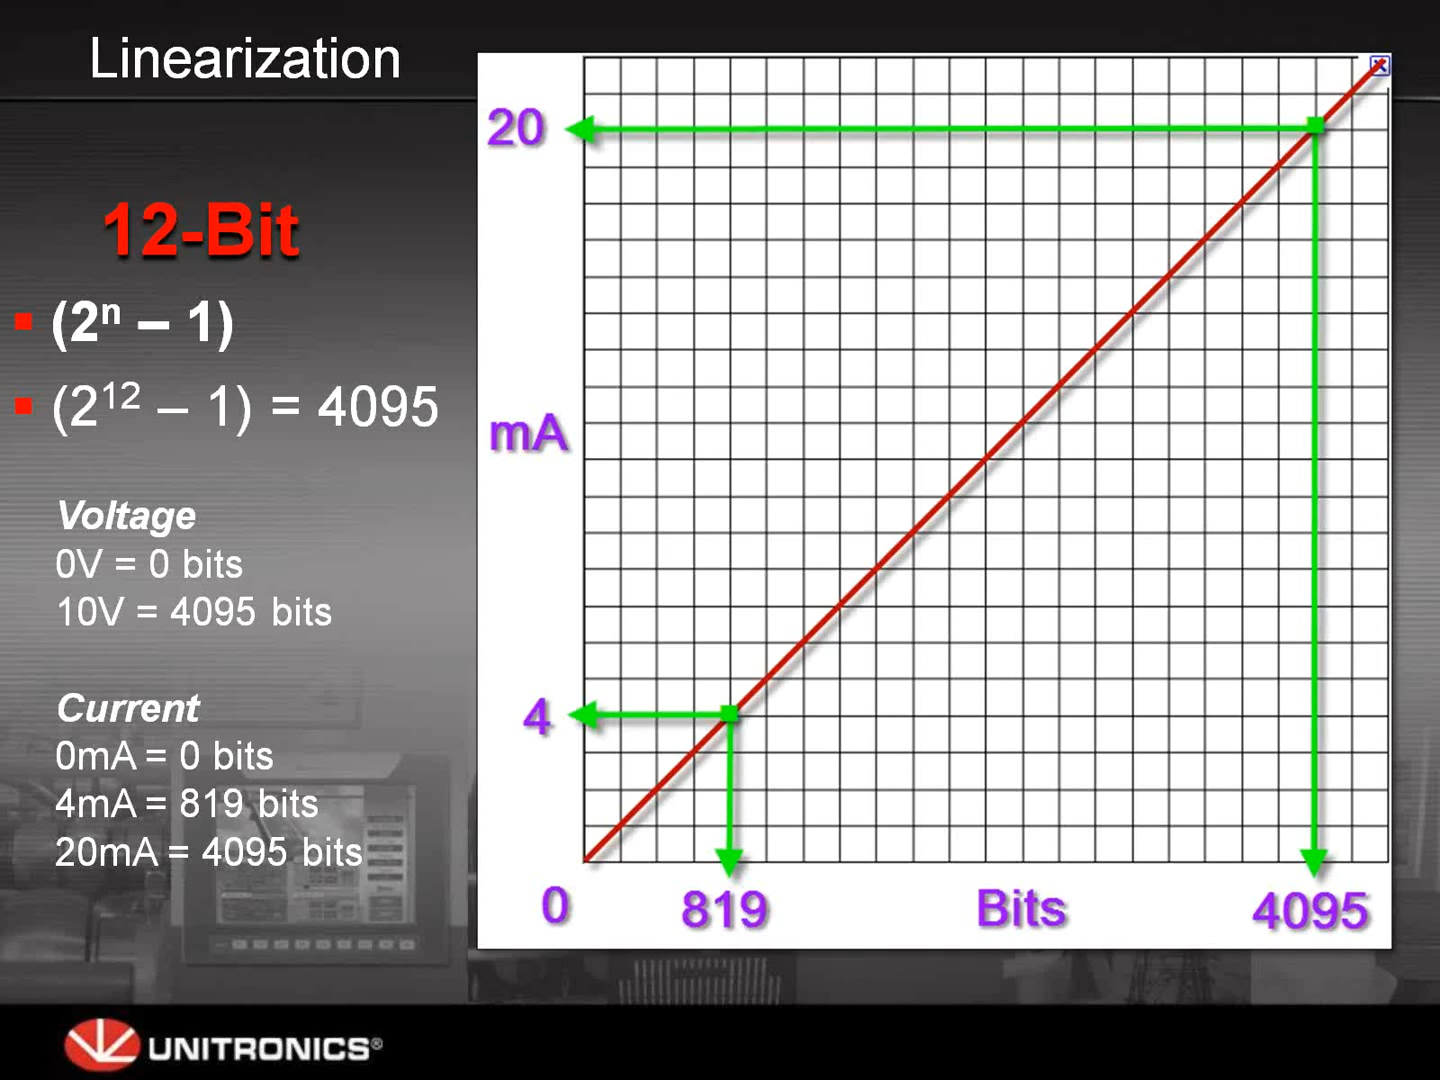 Linearization
12-Bit
(2ⁿ – 1)
(2¹² – 1) = 4095
Voltage
0V = 0 bits
10V = 4095 bits
Current
0mA = 0 bits
4mA = 819 bits
20mA = 4095 bits
20
mA
4
0
819
Bits
4095
UNITRONICS®